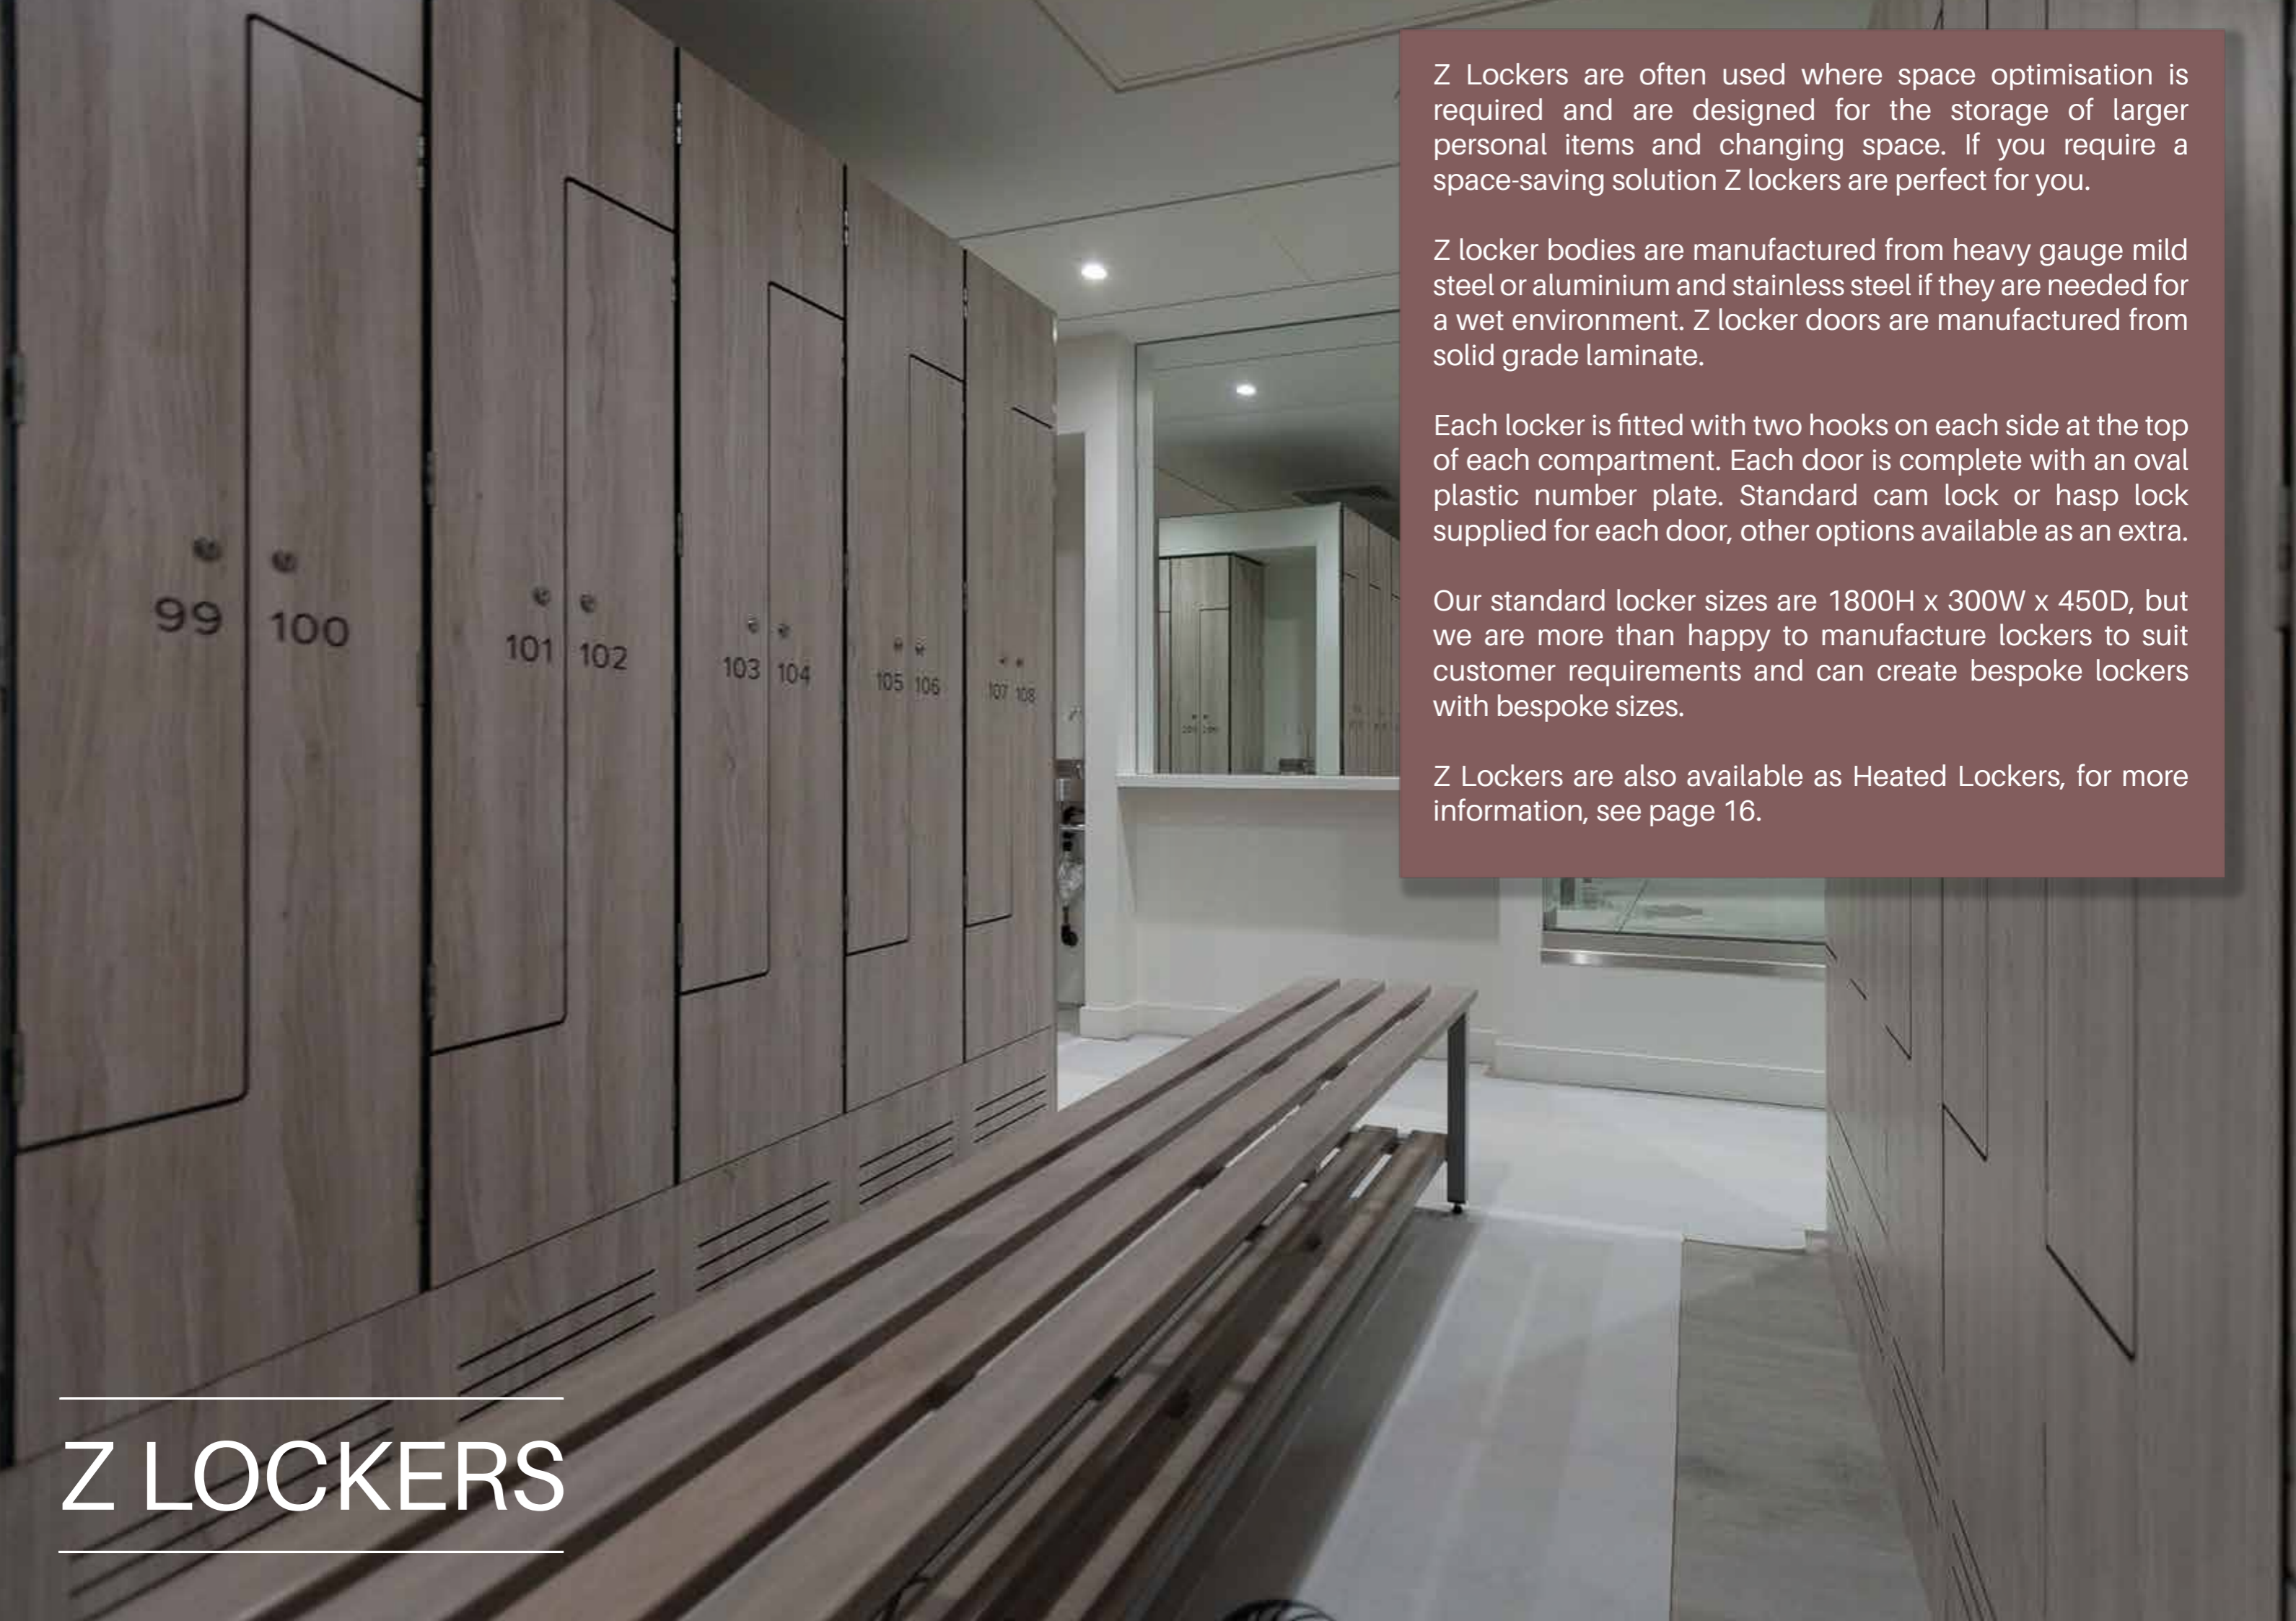 Z Lockers are often used where space optimisation is
required and are designed for the storage of larger
personal items and changing space. If you require a
space-saving solution Z lockers are perfect for you.
Z locker bodies are manufactured from heavy gauge mild
steel or aluminium and stainless steel if they are needed for
a wet environment. Z locker doors are manufactured from
solid grade laminate.
Each locker is fitted with two hooks on each side at the top
of each compartment. Each door is complete with an oval
plastic number plate. Standard cam lock or hasp lock
supplied for each door, other options available as an extra.
Our standard locker sizes are 1800H x 300W x 450D, but
we are more than happy to manufacture lockers to suit
customer requirements and can create bespoke lockers
with bespoke sizes.
Z Lockers are also available as Heated Lockers, for more
information, see page 16.
99 100
101 102
103 104
105 106
107 108
Z LOCKERS